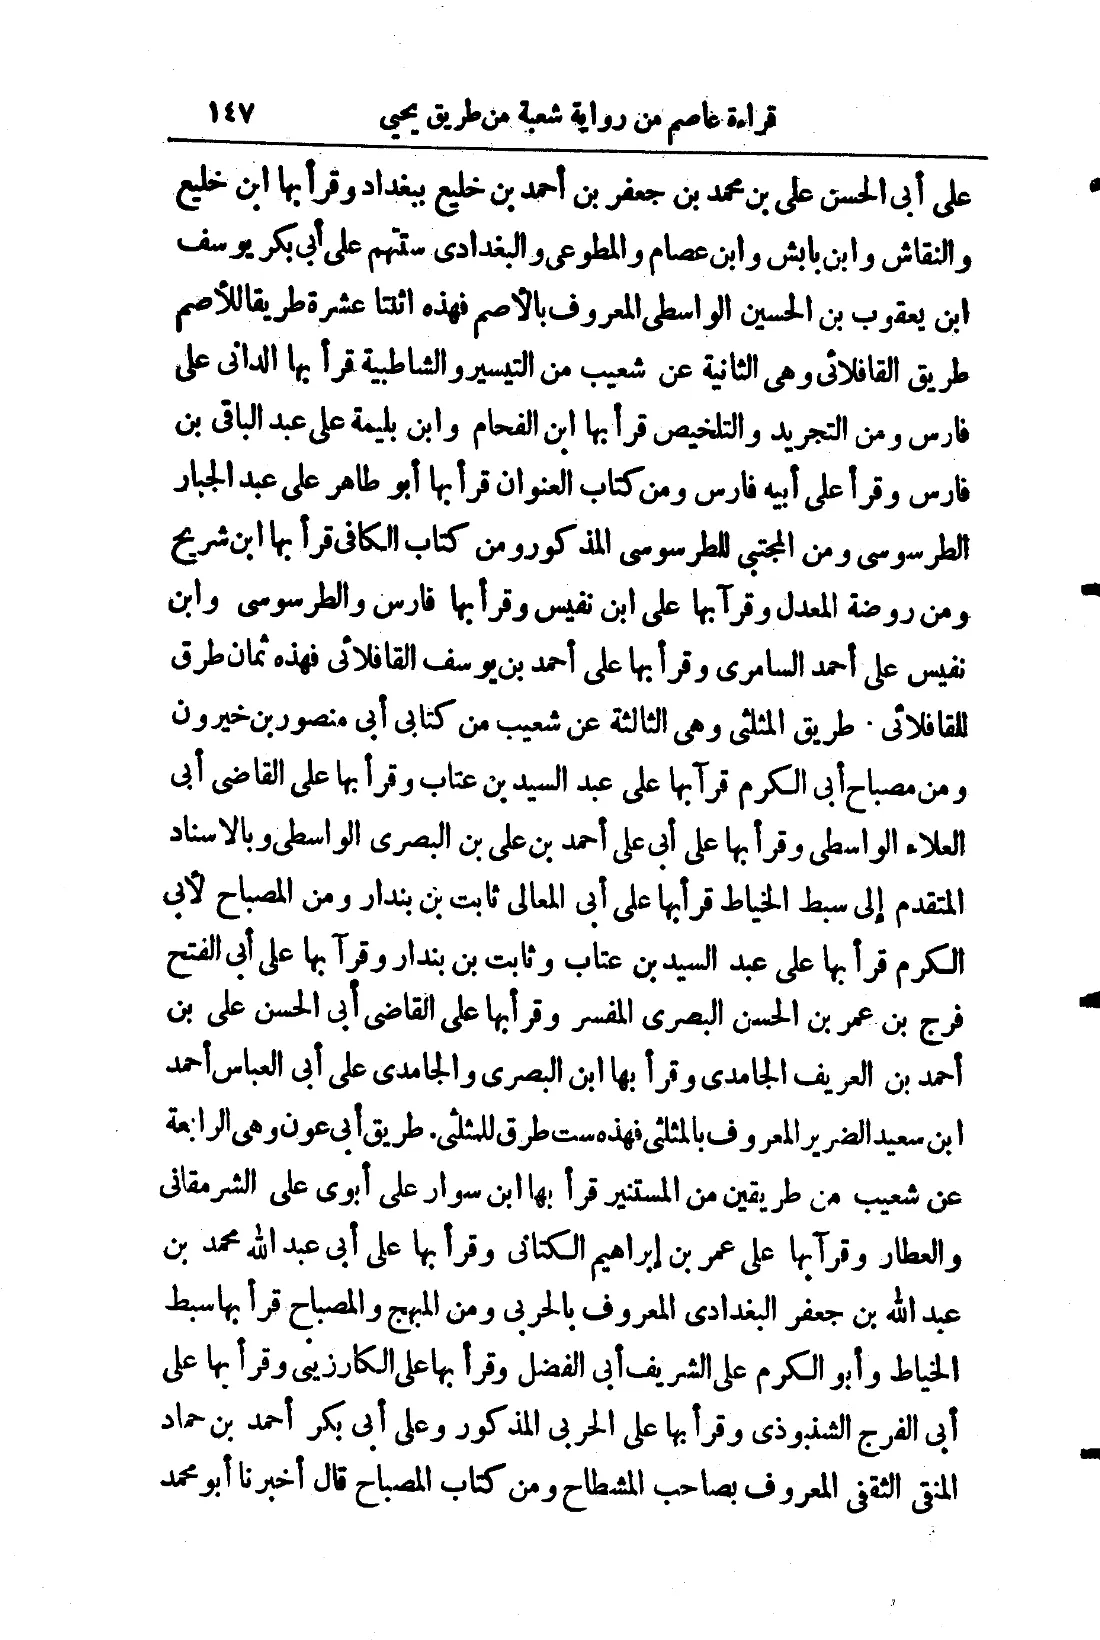 قراءة عاصم من رواية شعبة من طريق يحيى ١٤٧
على أبى الحسن على بن محمد بن جعفر بن أحمد بن خليع ببغداد وقرأ بها ابن خليع
والنقاش وابن بابش وابن عصام والمطوعى والبغدادى ستتهم على أبى بكر يوسف
ابن يعقوب بن الحسين الواسطى المعروف بالأصم فهذه اثنتا عشرة طريقا للأصم
طريق القافلائى وهى الثانية عن شعيب من التيسير والشاطبية قرأ بها الدانى على
فارس ومن التجريد والتلخيص قرأ بها ابن الفحام وابن بليمة على عبد الباقى بن
فارس وقرأ على أبيه فارس ومن كتاب العنوان قرأ بها أبو طاهر على عبد الجبار
الطرسوسى ومن المجتبى للطرسوسى المذكور ومن كتاب الكافى قرأ بها ابن شريح
ومن روضة المعدل وقرآ بها على ابن نفيس وقرأ بها فارس والطرسوسى وابن
نفيس على أحمد السامرى وقرأ بها على أحمد بن يوسف القافلائى فهذه ثمان طرق
للقافلائى . طريق المثلثى وهى الثالثة عن شعيب من كتابى أبى منصور بن خيرون
ومن مصباح أبى الكرم قرآ بها على عبد السيد بن عتاب وقرأ بها على القاضى أبى
العلاء الواسطى وقرأ بها على أبى على أحمد بن على بن البصرى الواسطى وبالاسناد
المتقدم إلى سبط الخياط قرأ بها على أبى المعالى ثابت بن بندار ومن المصباح لأبى
الكرم قرأ بها على عبد السيد بن عتاب وثابت بن بندار وقرآ بها على أبى الفتح
فرج بن عمر بن الحسن البصرى المفسر وقرأ بها على القاضى أبى الحسن على بن
أحمد بن العريف الجامدى وقرأ بها ابن البصرى والجامدى على أبى العباس أحمد
ابن سعيد الضرير المعروف بالمثلثى فهذه ست طرق للمثلثى. طريق أبى عون وهى الرابعة
عن شعيب من طريقين من المستنير قرأ بها ابن سوار على أبوى على الشرمقانى
والعطار وقرآ بها على عمر بن إبراهيم الكتانى وقرأ بها على أبى عبد الله محمد بن
عبد الله بن جعفر البغدادى المعروف بالحربى ومن المبهج والمصباح قرأ بها سبط
الخياط وأبو الكرم على الشريف أبى الفضل وقرأ بها على الكارزينى وقرأ بها على
أبى الفرج الشنبوذى وقرأ بها على الحربى المذكور وعلى أبى بكر أحمد بن حماد
المنقى الثقفى المعروف بصاحب المشطاح ومن كتاب المصباح قال أخبرنا أبو محمد